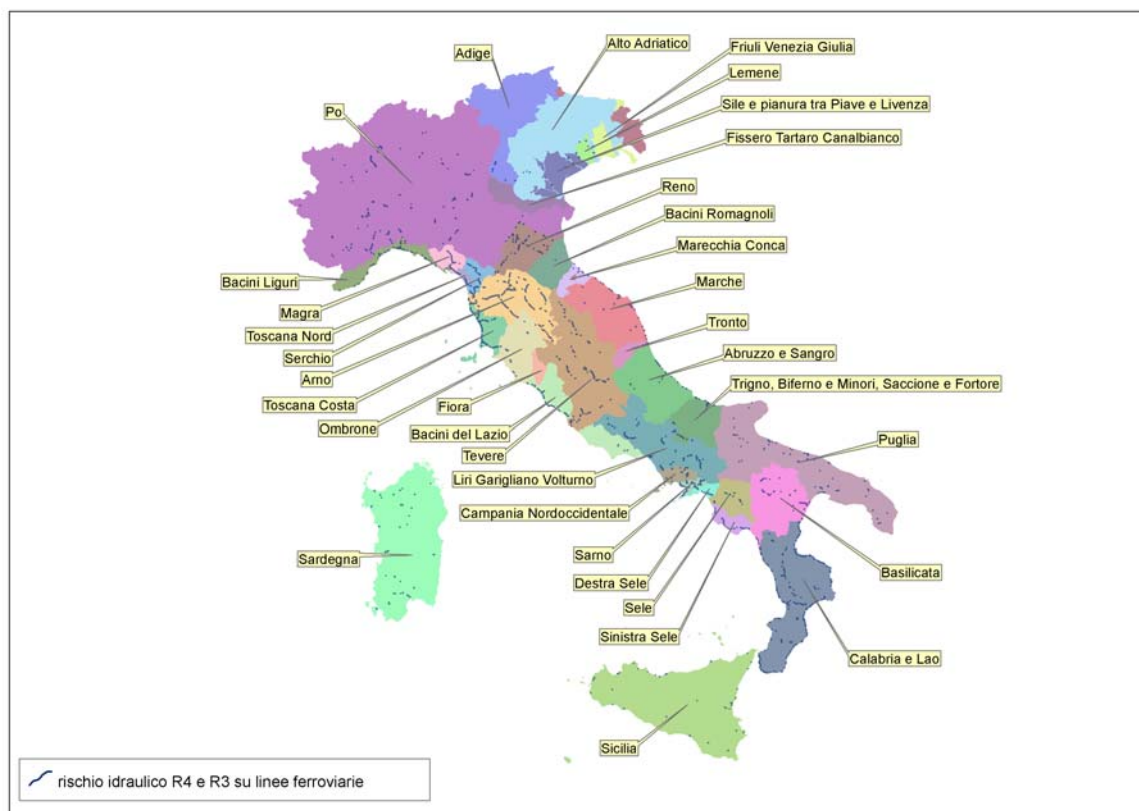 Alto Adriatico
Friuli Venezia Giulia
Adige
Lemene
Sile e pianura tra Piave e Livenza
Po
Fissero Tartaro Canalbianco
Reno
Bacini Romagnoli
Marecchia Conca
Bacini Liguri
Marche
Magra
Toscana Nord
Tronto
Serchio
Abruzzo e Sangro
Arno
Trigno, Biferno e Minori, Saccione e Fortore
Toscana Costa
Fiora
Ombrone
Bacini del Lazio
Puglia
Tevere
Liri Garigliano Volturno
Campania Nordoccidentale
Sarno
Sardegna
Basilicata
Destra Sele
Sele
Sinistra Sele
Calabria e Lao
Sicilia
rischio idraulico R4 e R3 su linee ferroviarie